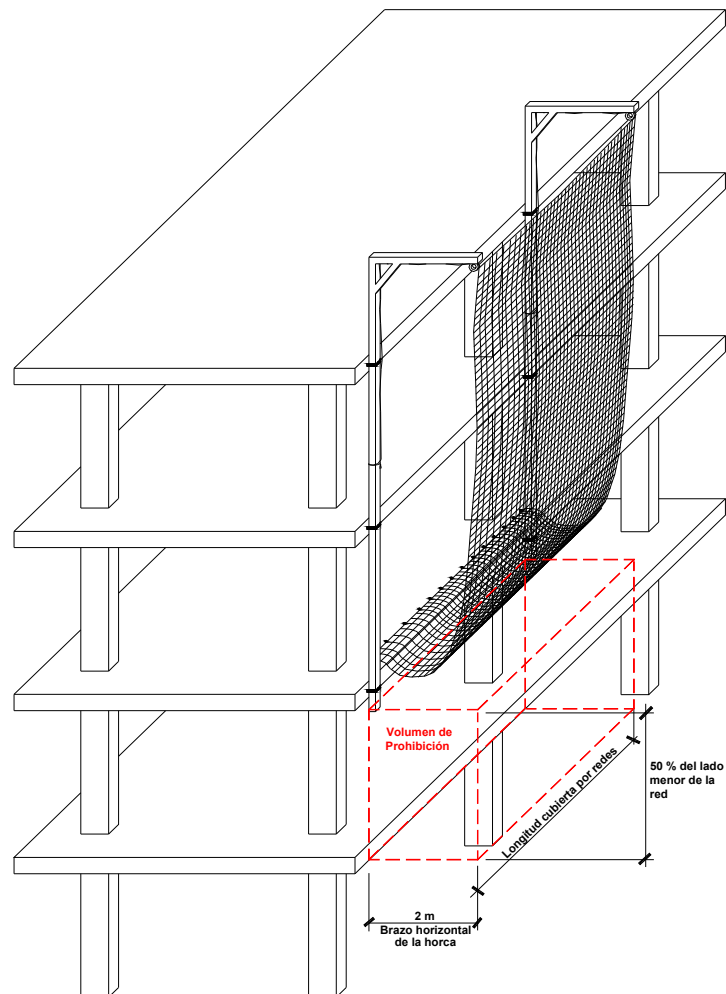 Volumen de
Prohibición
50 % del lado
menor de la
red
Longitud cubierta por redes
2 m
Brazo horizontal
de la horca